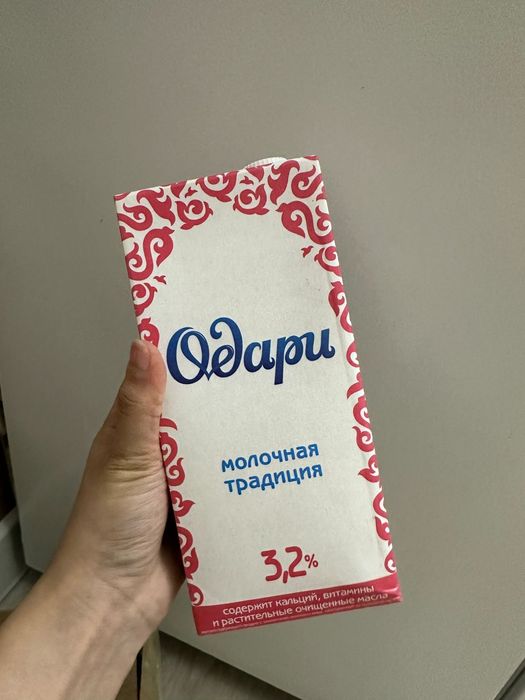 Одари
молочная
традиция
3,2%
содержит кальций, витамины
и растительные очищенные масла